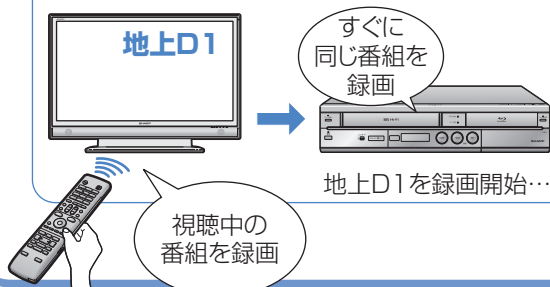 地上D1
すぐに
同じ番組を
録画
地上D1を録画開始…
視聴中の
番組を録画